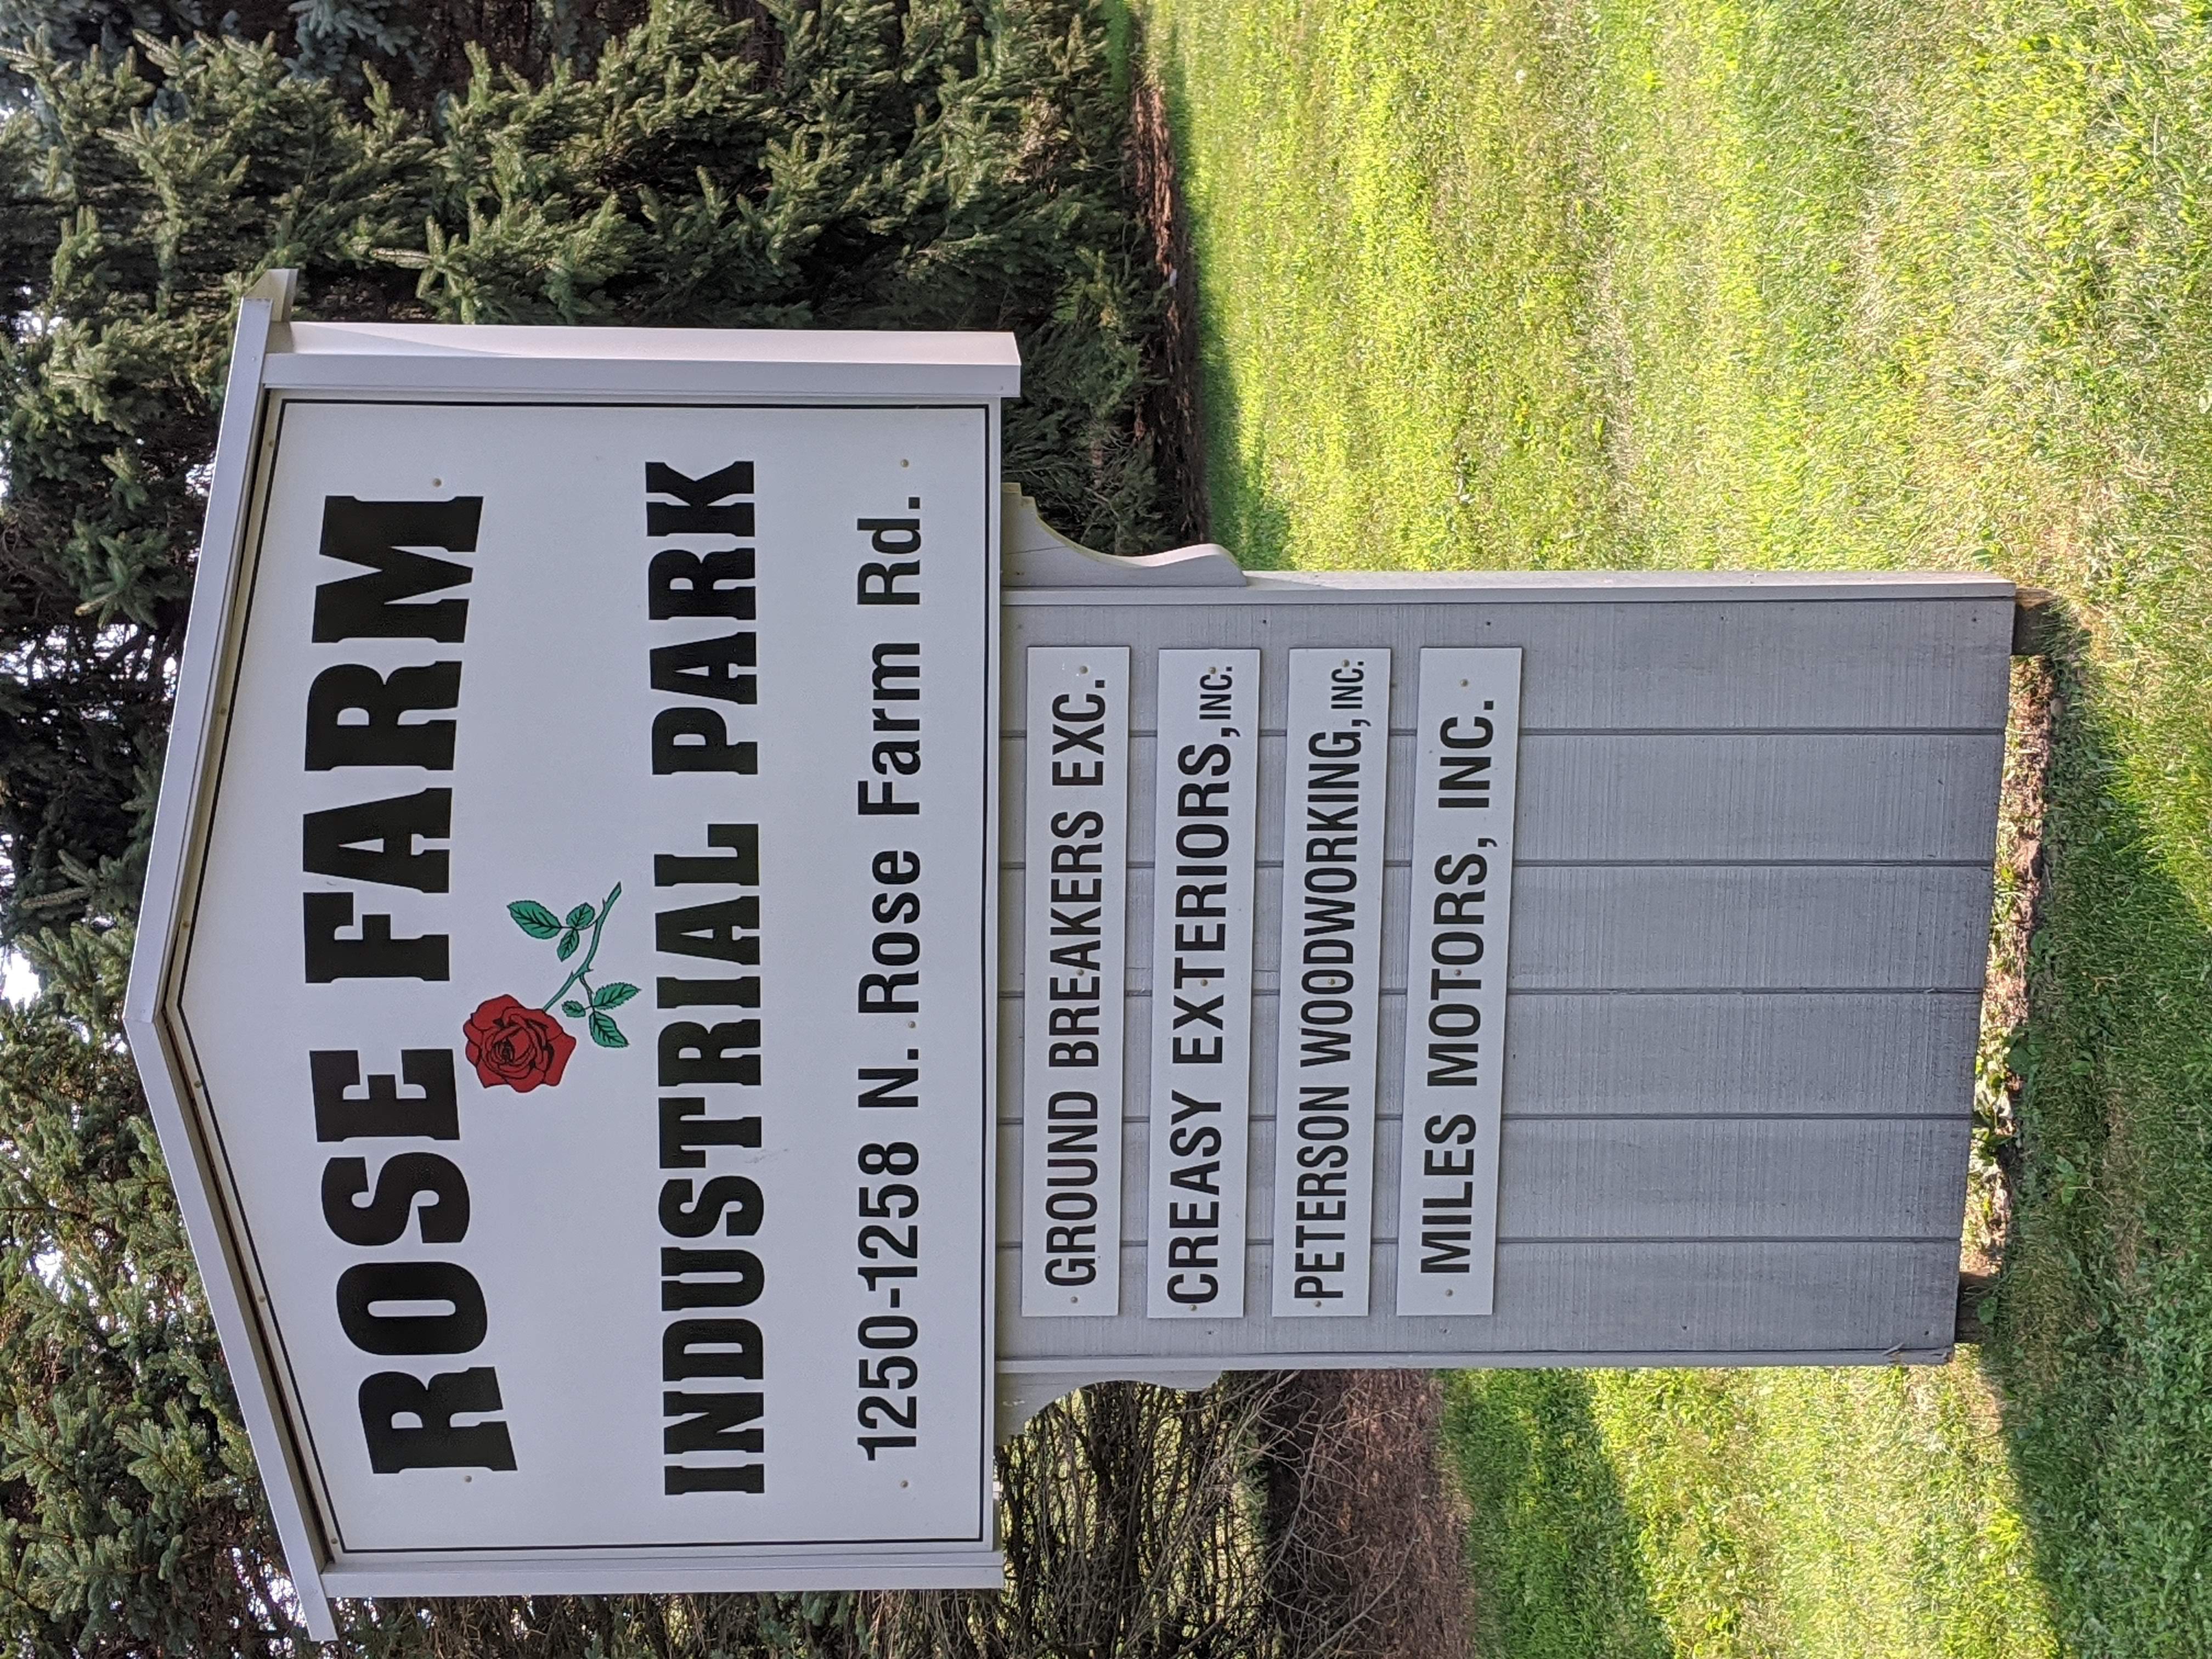 ROSE FARM
INDUSTRIAL PARK
1250-1258 N. Rose Farm Rd.
GROUND BREAKERS EXC.
CREASY EXTERIORS, INC.
PETERSON WOODWORKING, INC.
MILES MOTORS, INC.